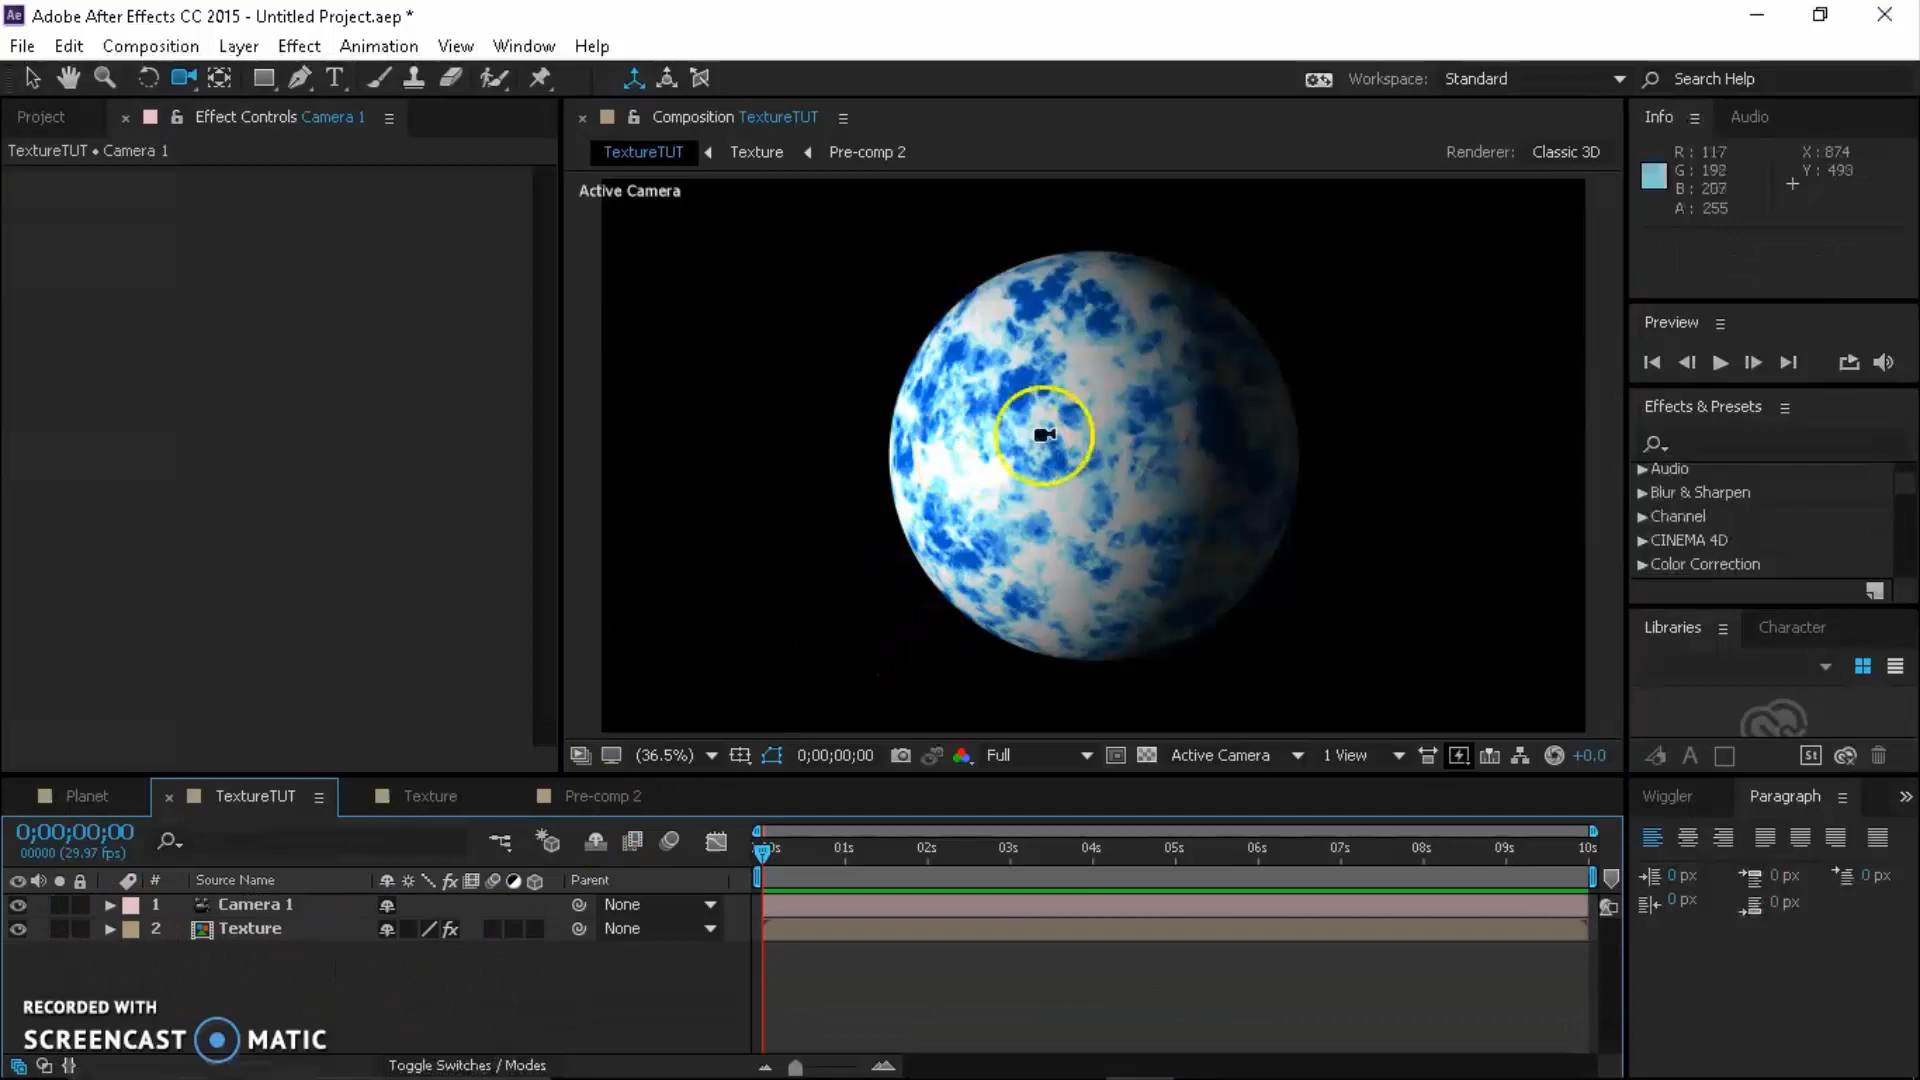 Ae Adobe After Effects CC 2015 - Untitled Project.aep *
File Edit Composition Layer Effect Animation View Window Help
Workspace: Standard Search Help
Project Effect Controls Camera 1
TextureTUT • Camera 1
Composition TextureTUT
TextureTUT Texture Pre-comp 2
Renderer: Classic 3D
Active Camera
Info Audio
R: 117 X: 874
G: 192 Y: 493
B: 207
A: 255
Preview
Effects & Presets
Audio
Blur & Sharpen
Channel
CINEMA 4D
Color Correction
Libraries Character
St
(36.5%) 0;00;00;00 Full Active Camera 1 View +0.0
Planet TextureTUT Texture Pre-comp 2
0;00;00;00
00000 (29.97 fps)
0s 01s 02s 03s 04s 05s 06s 07s 08s 09s 10s
# Source Name fx Parent
1 Camera 1 None
2 Texture fx None
Wiggler Paragraph
0 px 0 px 0 px
0 px 0 px
RECORDED WITH
SCREENCAST MATIC
Toggle Switches / Modes